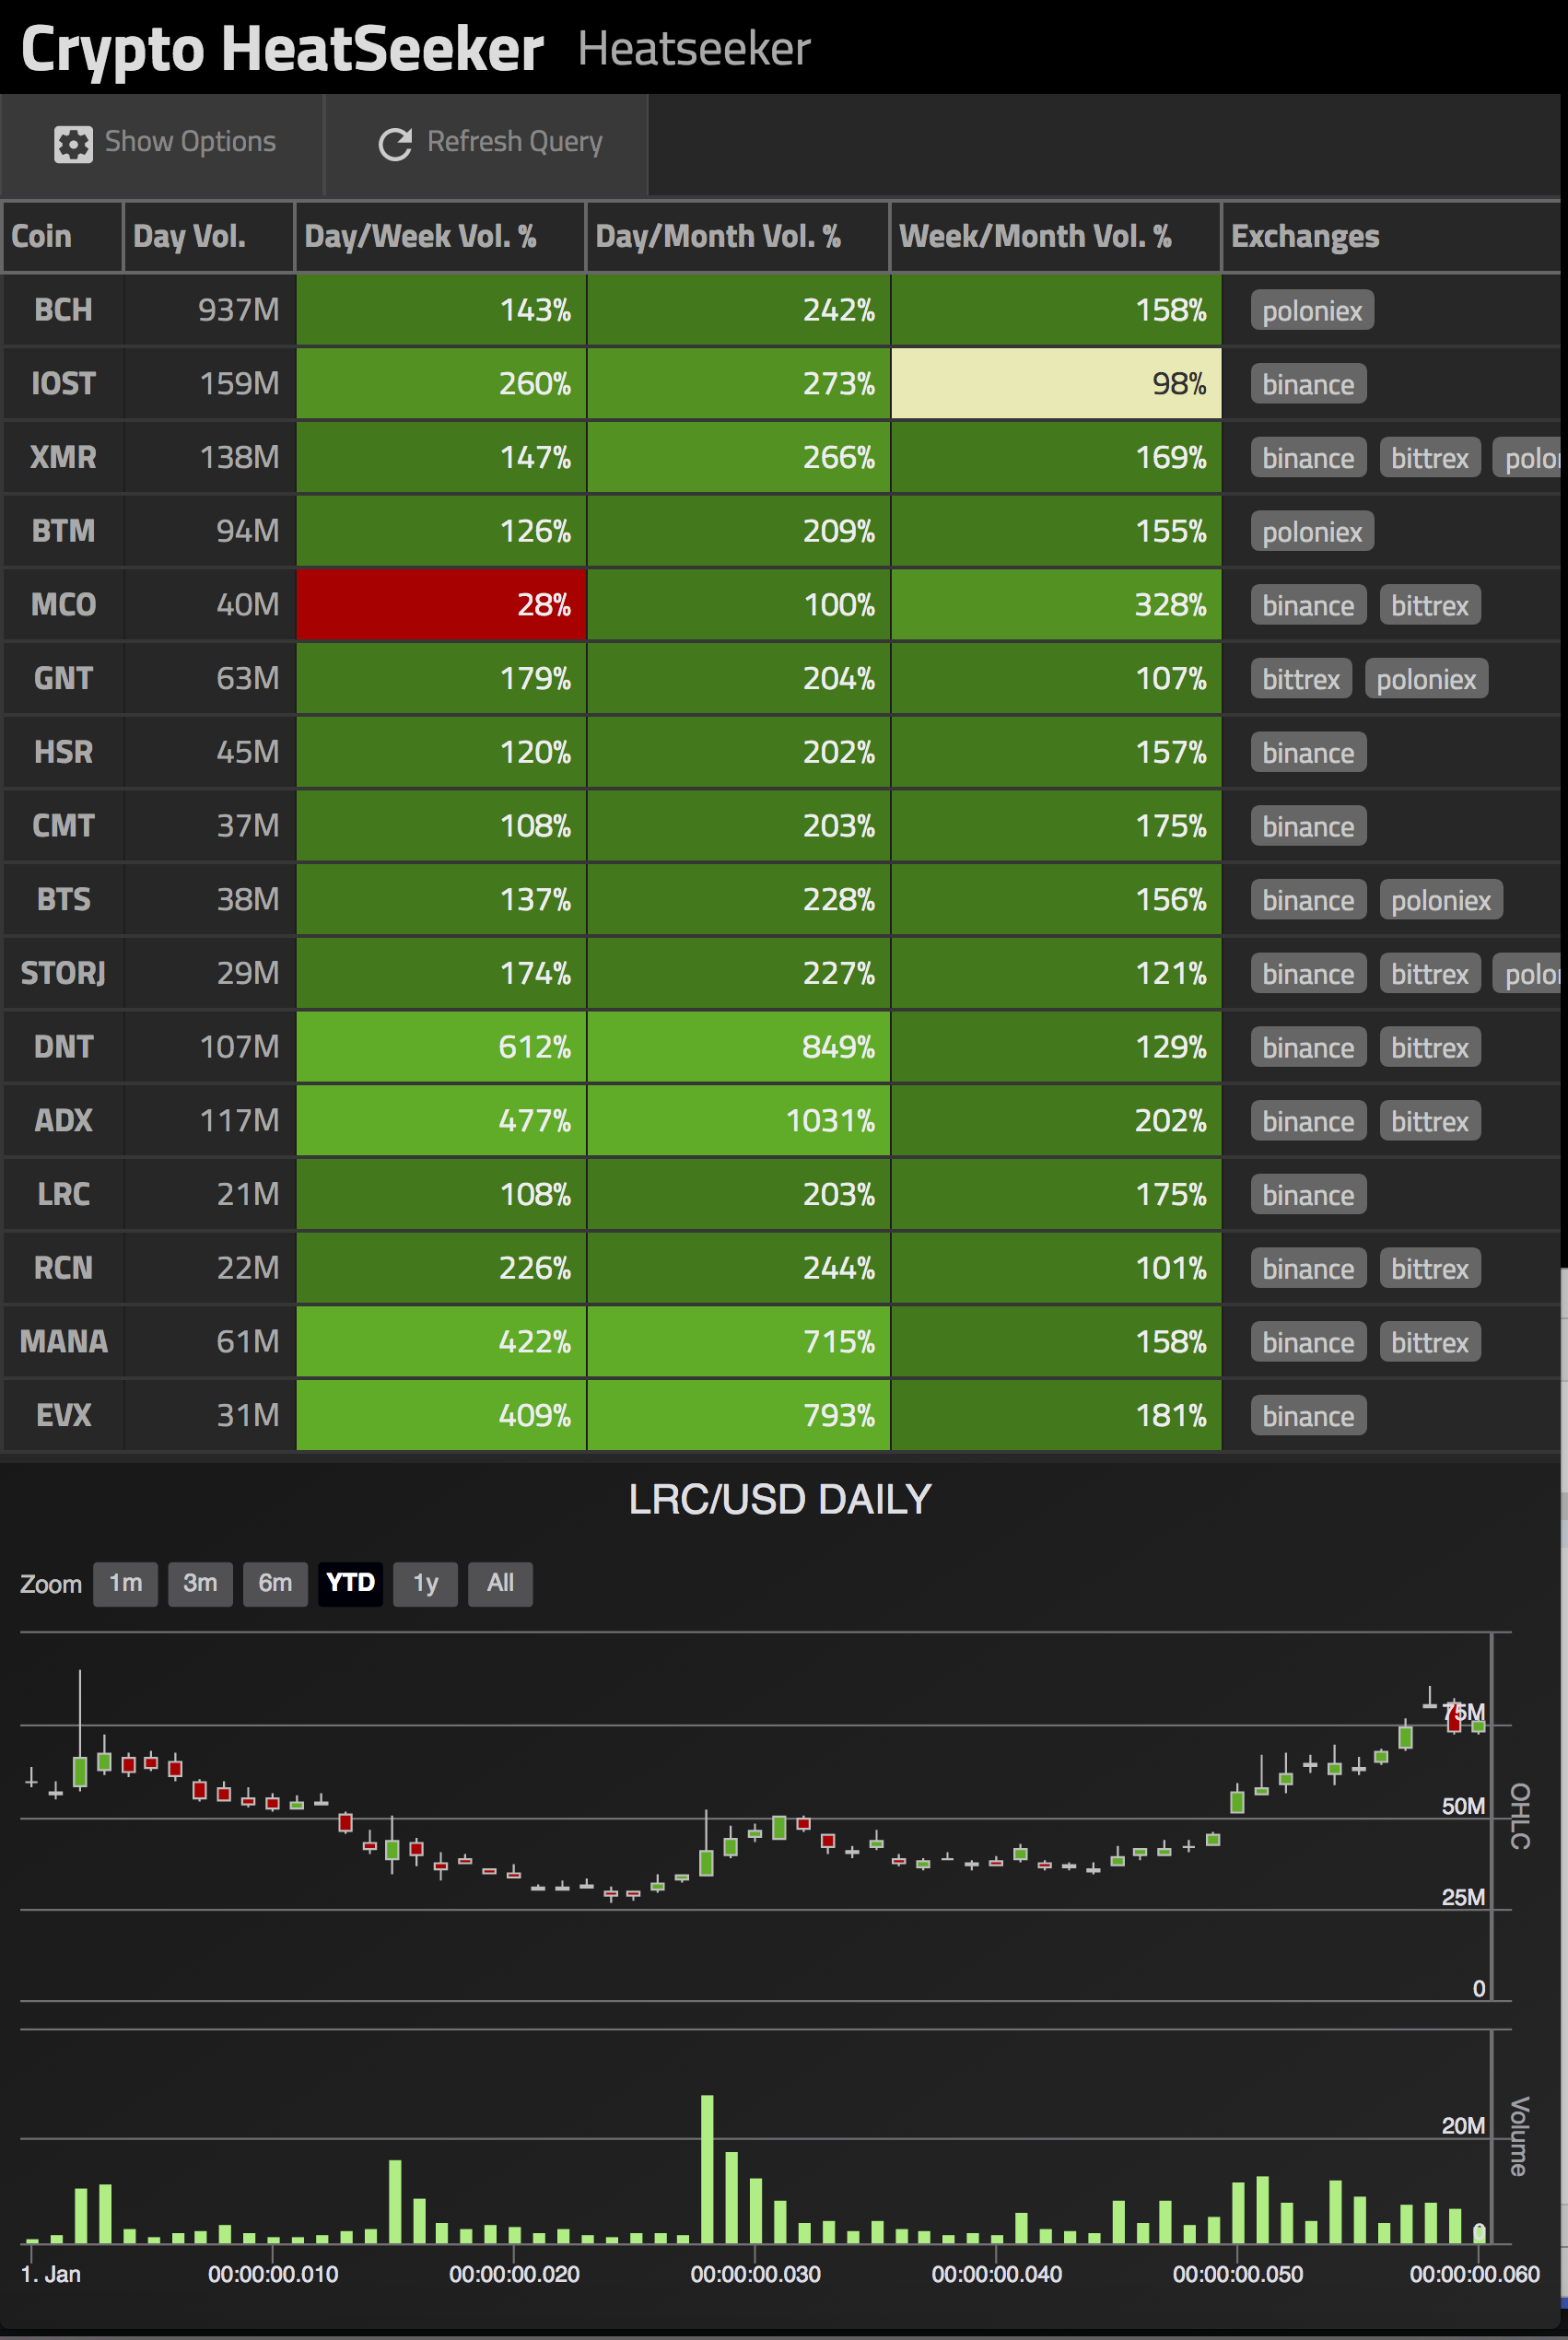 Crypto HeatSeeker Heatseeker
Show Options Refresh Query
Coin Day Vol. Day/Week Vol. % Day/Month Vol. % Week/Month Vol. % Exchanges
BCH 937M 143% 242% 158% poloniex
IOST 159M 260% 273% 98% binance
XMR 138M 147% 266% 169% binance bittrex polo
BTM 94M 126% 209% 155% poloniex
MCO 40M 28% 100% 328% binance bittrex
GNT 63M 179% 204% 107% bittrex poloniex
HSR 45M 120% 202% 157% binance
CMT 37M 108% 203% 175% binance
BTS 38M 137% 228% 156% binance poloniex
STORJ 29M 174% 227% 121% binance bittrex polo
DNT 107M 612% 849% 129% binance bittrex
ADX 117M 477% 1031% 202% binance bittrex
LRC 21M 108% 203% 175% binance
RCN 22M 226% 244% 101% binance bittrex
MANA 61M 422% 715% 158% binance bittrex
EVX 31M 409% 793% 181% binance
LRC/USD DAILY
Zoom 1m 3m 6m YTD 1y All
75M
50M
OHLC
25M
0
20M
Volume
0
1. Jan 00:00:00.010 00:00:00.020 00:00:00.030 00:00:00.040 00:00:00.050 00:00:00.060